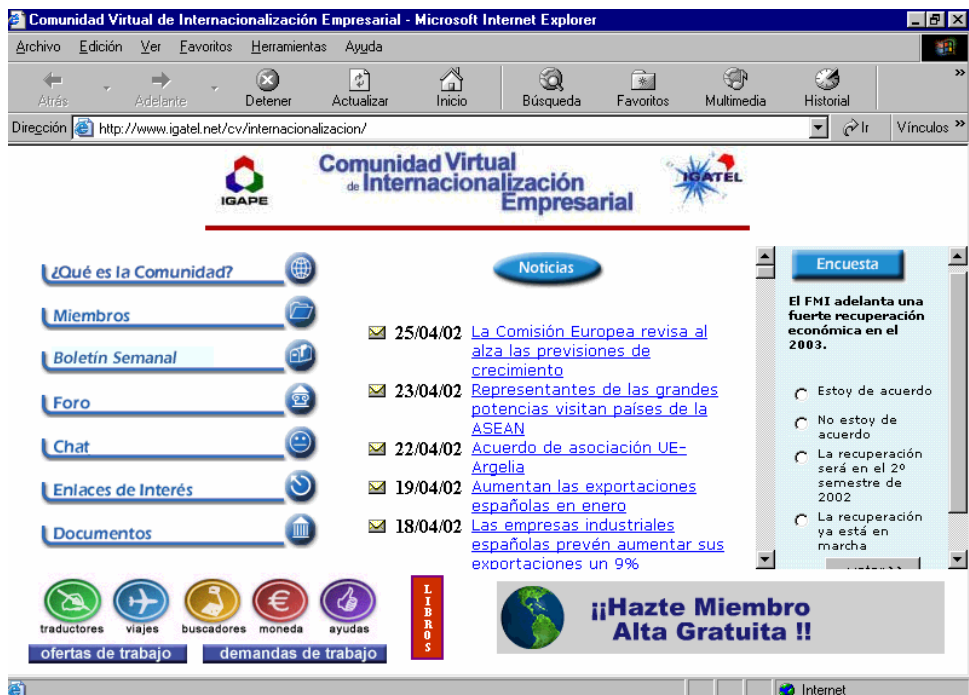 Comunidad Virtual de Internacionalización Empresarial - Microsoft Internet Explorer
Archivo Edición Ver Favoritos Herramientas Ayuda
Atrás Adelante Detener Actualizar Inicio Búsqueda Favoritos Multimedia Historial »
Dirección http://www.igatel.net/cv/internacionalizacion/ Ir Vínculos »
IGAPE
Comunidad Virtual
de Internacionalización
Empresarial
IGATEL
¿Qué es la Comunidad?
Miembros
Boletín Semanal
Foro
Chat
Enlaces de Interés
Documentos
Noticias
25/04/02 La Comisión Europea revisa al
alza las previsiones de
crecimiento
23/04/02 Representantes de las grandes
potencias visitan países de la
ASEAN
22/04/02 Acuerdo de asociación UE-
Argelia
19/04/02 Aumentan las exportaciones
españolas en enero
18/04/02 Las empresas industriales
españolas prevén aumentar sus
exportaciones un 9%
Encuesta
El FMI adelanta una
fuerte recuperación
económica en el
2003.
Estoy de acuerdo
No estoy de
acuerdo
La recuperación
será en el 2º
semestre de
2002
La recuperación
ya está en
marcha
traductores viajes buscadores moneda ayudas
ofertas de trabajo demandas de trabajo
LIBROS
¡¡Hazte Miembro
Alta Gratuita !!
Internet